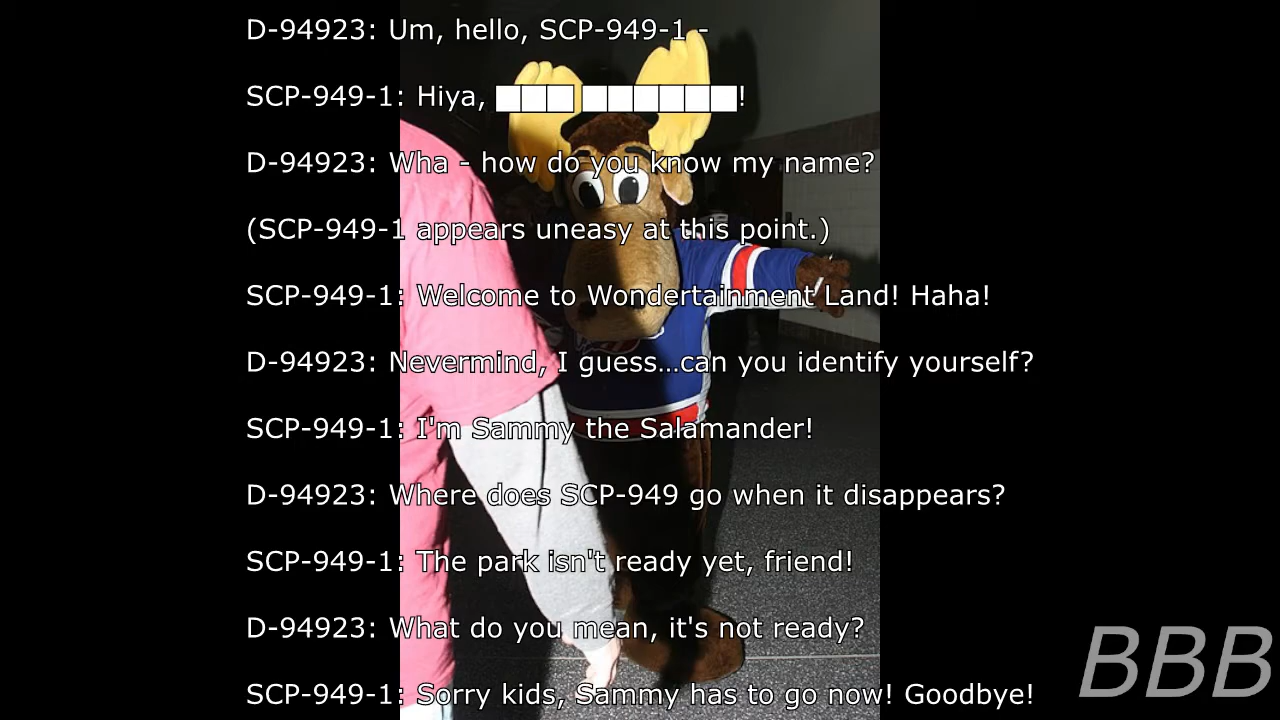 D-94923: Um, hello, SCP-949-1 -
SCP-949-1: Hiya, ███ ██████!
D-94923: Wha - how do you know my name?
(SCP-949-1 appears uneasy at this point.)
SCP-949-1: Welcome to Wondertainment Land! Haha!
D-94923: Nevermind, I guess…can you identify yourself?
SCP-949-1: I'm Sammy the Salamander!
D-94923: Where does SCP-949 go when it disappears?
SCP-949-1: The park isn't ready yet, friend!
D-94923: What do you mean, it's not ready?
SCP-949-1: Sorry kids, Sammy has to go now! Goodbye!
BBB